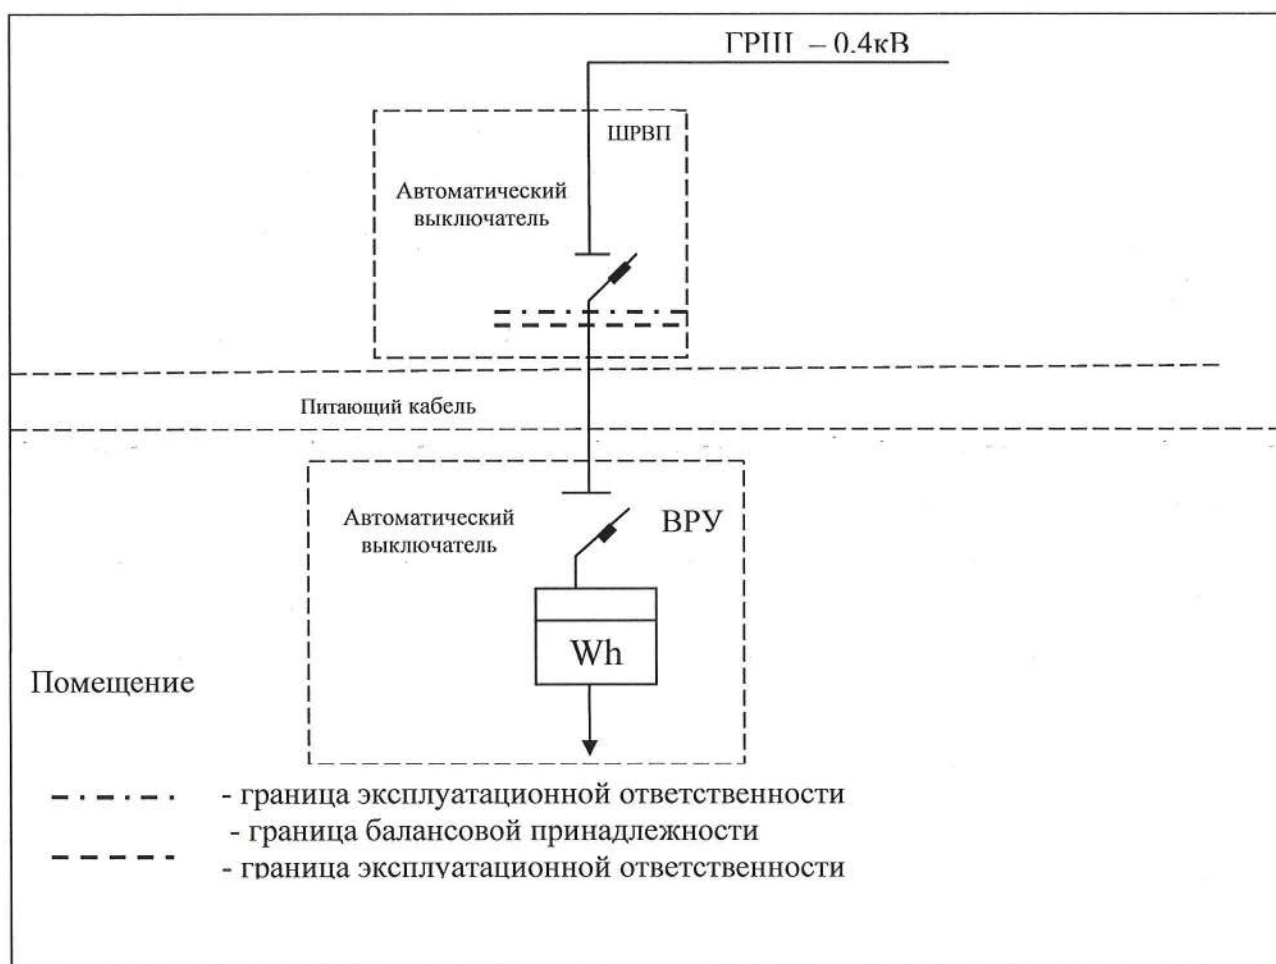 ГРЩ – 0.4кВ
ШРВП
Автоматический
выключатель
Питающий кабель
Автоматический
выключатель
ВРУ
Wh
Помещение
- граница эксплуатационной ответственности
- граница балансовой принадлежности
- граница эксплуатационной ответственности